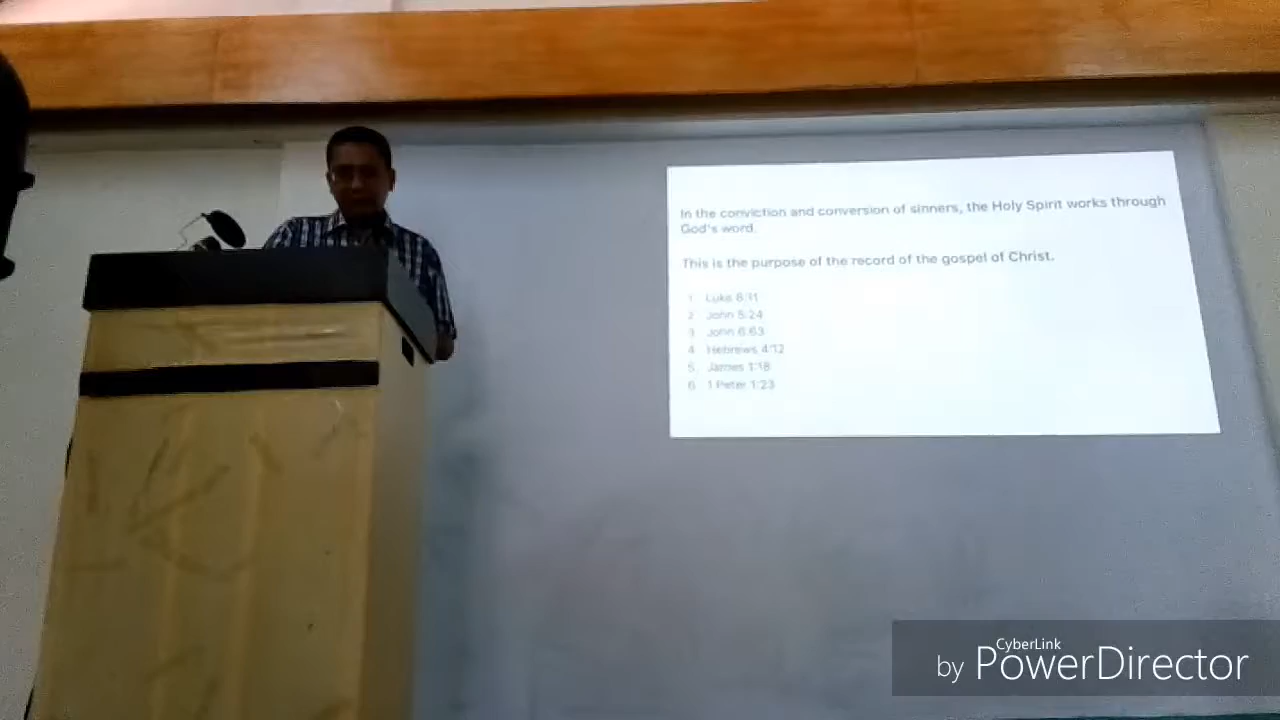 In the conviction and conversion of sinners, the Holy Spirit works through
God's word.
This is the purpose of the record of the gospel of Christ.
1 Luke 8:11
2 John 5:24
3 John 6:63
4 Hebrews 4:12
5 James 1:18
6 1 Peter 1:23
CyberLink
by PowerDirector